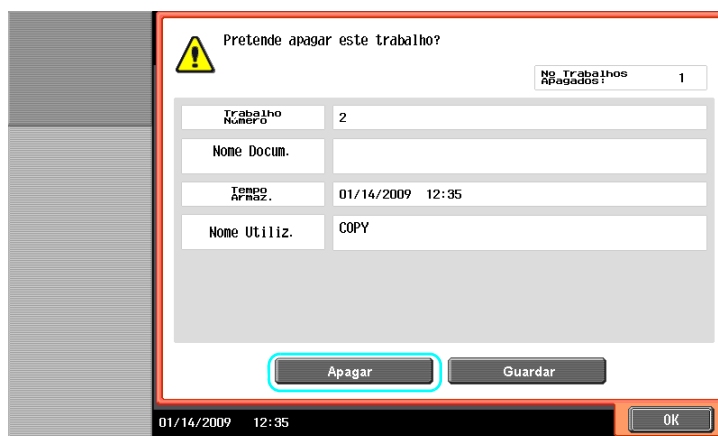 Pretende apagar este trabalho?
Nº Trabalhos
Apagados: 1
Trabalho
Número 2
Nome Docum.
Tempo
Armaz. 01/14/2009 12:35
Nome Utiliz. COPY
Apagar Guardar
01/14/2009 12:35 OK